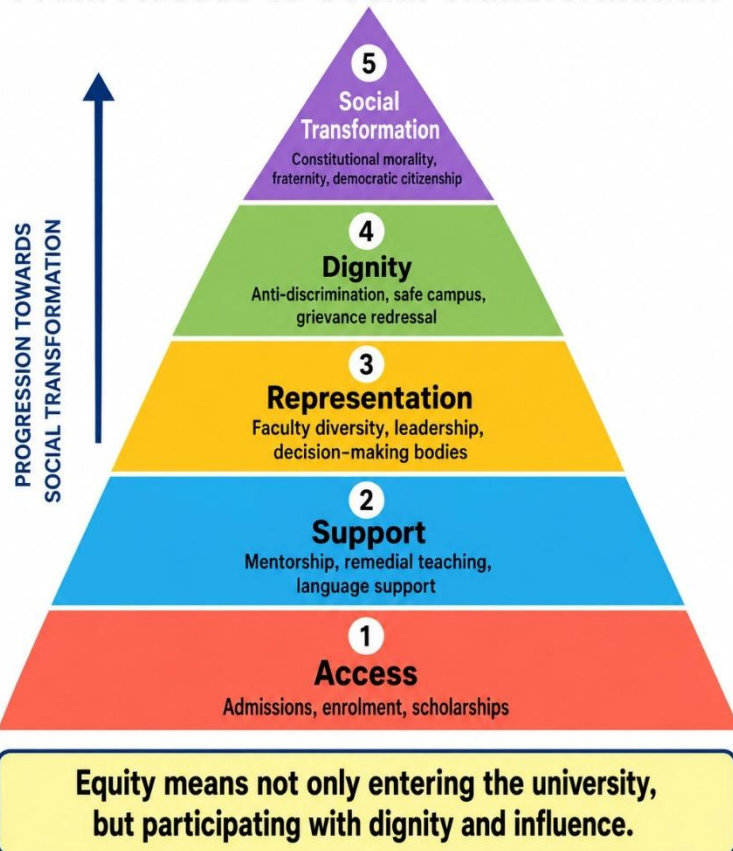 5
Social
Transformation
Constitutional morality,
fraternity, democratic citizenship
4
Dignity
Anti-discrimination, safe campus,
grievance redressal
3
Representation
Faculty diversity, leadership,
decision-making bodies
2
Support
Mentorship, remedial teaching,
language support
1
Access
Admissions, enrolment, scholarships
PROGRESSION TOWARDS
SOCIAL TRANSFORMATION
Equity means not only entering the university,
but participating with dignity and influence.